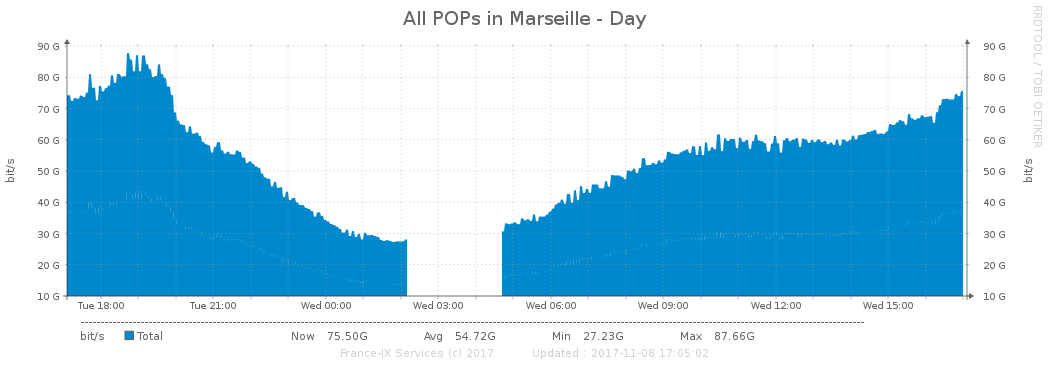 All POPs in Marseille - Day
RRDTOOL / TOBI OETIKER
90 G 90 G
80 G 80 G
70 G 70 G
60 G 60 G
50 G 50 G
40 G 40 G
30 G 30 G
20 G 20 G
10 G 10 G
bit/s
bit/s
Tue 18:00 Tue 21:00 Wed 00:00 Wed 03:00 Wed 06:00 Wed 09:00 Wed 12:00 Wed 15:00
bit/s Total Now 75.50G Avg 54.72G Min 27.23G Max 87.66G
France-IX Services (c) 2017 Updated : 2017-11-08 17:05:02